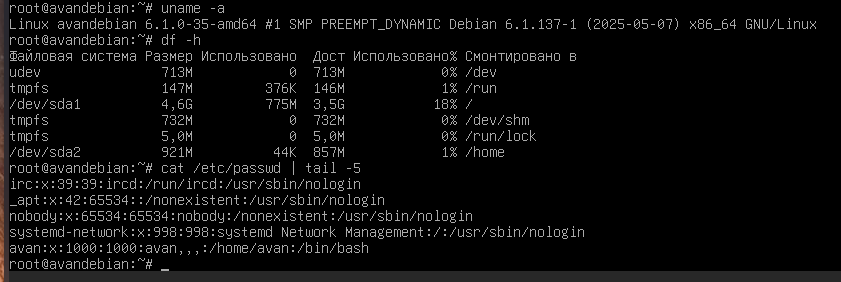 root@avandebian:~# uname -a
Linux avandebian 6.1.0-35-amd64 #1 SMP PREEMPT_DYNAMIC Debian 6.1.137-1 (2025-05-07) x86_64 GNU/Linux
root@avandebian:~# df -h
Файловая система Размер Использовано  Дост Использовано% Смонтировано в
udev               713M            0  713M            0% /dev
tmpfs              147M         376K  146M            1% /run
/dev/sda1          4,6G         775M  3,5G           18% /
tmpfs              732M            0  732M            0% /dev/shm
tmpfs              5,0M            0  5,0M            0% /run/lock
/dev/sda2          921M          44K  857M            1% /home
root@avandebian:~# cat /etc/passwd | tail -5
irc:x:39:39:ircd:/run/ircd:/usr/sbin/nologin
_apt:x:42:65534::/nonexistent:/usr/sbin/nologin
nobody:x:65534:65534:nobody:/nonexistent:/usr/sbin/nologin
systemd-network:x:998:998:systemd Network Management:/:/usr/sbin/nologin
avan:x:1000:1000:avan,,,:/home/avan:/bin/bash
root@avandebian:~# _